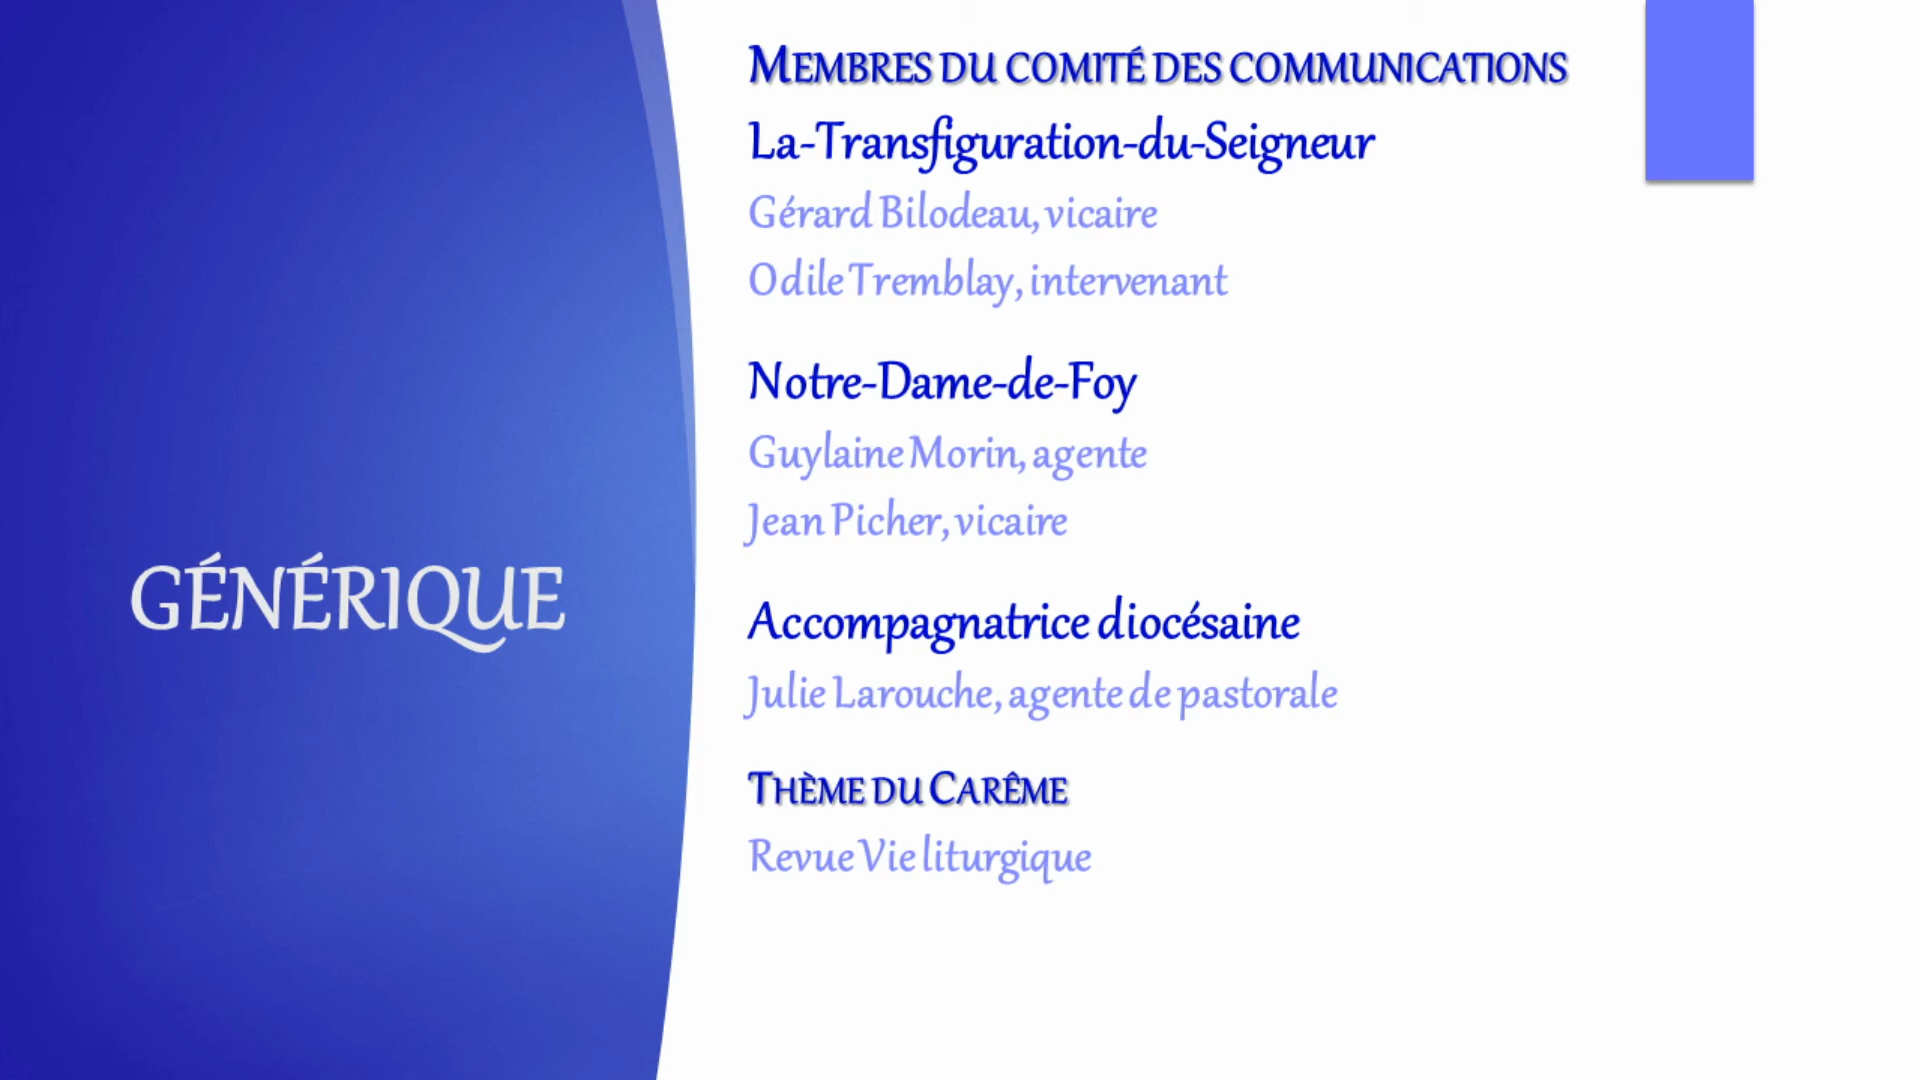 GÉNÉRIQUE
MEMBRES DU COMITÉ DES COMMUNICATIONS
La-Transfiguration-du-Seigneur
Gérard Bilodeau, vicaire
Odile Tremblay, intervenant
Notre-Dame-de-Foy
Guylaine Morin, agente
Jean Picher, vicaire
Accompagnatrice diocésaine
Julie Larouche, agente de pastorale
THÈME DU CARÊME
Revue Vie liturgique